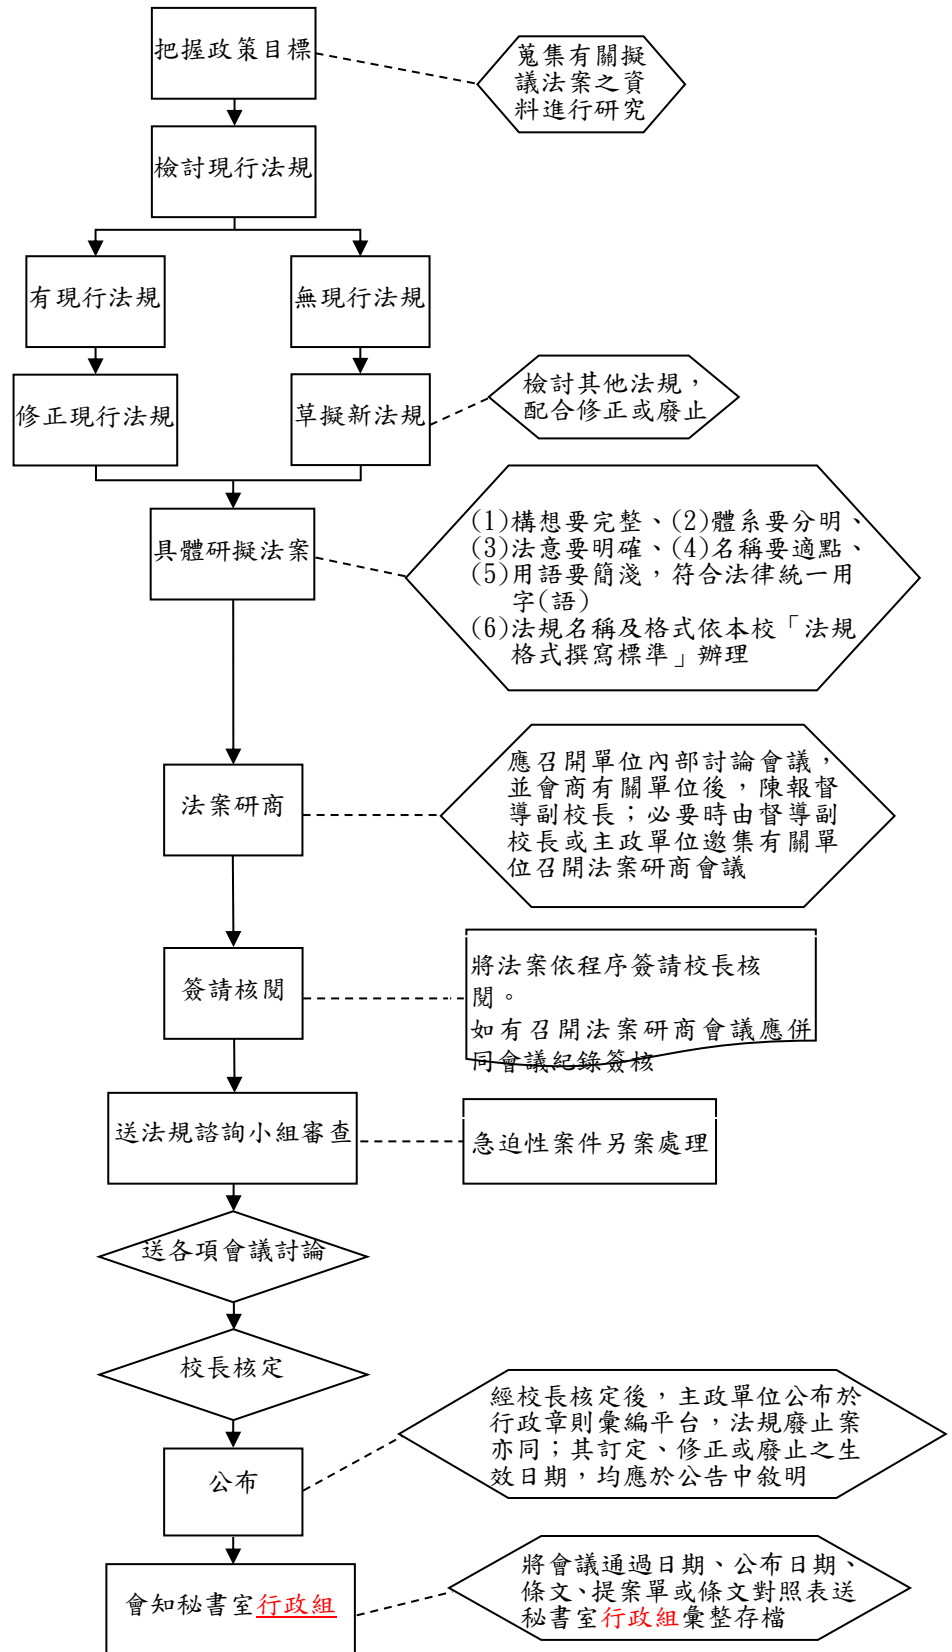 把握政策目標
蒐集有關擬
議法案之資
料進行研究
檢討現行法規
有現行法規
無現行法規
修正現行法規
草擬新法規
檢討其他法規，
配合修正或廢止
具體研擬法案
(1)構想要完整、(2)體系要分明、
(3)法意要明確、(4)名稱要適點、
(5)用語要簡淺，符合法律統一用
字(語)
(6)法規名稱及格式依本校「法規
格式撰寫標準」辦理
法案研商
應召開單位內部討論會議，
並會商有關單位後，陳報督
導副校長；必要時由督導副
校長或主政單位邀集有關單
位召開法案研商會議
簽請核閱
將法案依程序簽請校長核
閱。
如有召開法案研商會議應併
同會議紀錄簽核
送法規諮詢小組審查
急迫性案件另案處理
送各項會議討論
校長核定
公布
經校長核定後，主政單位公布於
行政章則彙編平台，法規廢止案
亦同；其訂定、修正或廢止之生
效日期，均應於公告中敘明
會知秘書室行政組
將會議通過日期、公布日期、
條文、提案單或條文對照表送
秘書室行政組彙整存檔